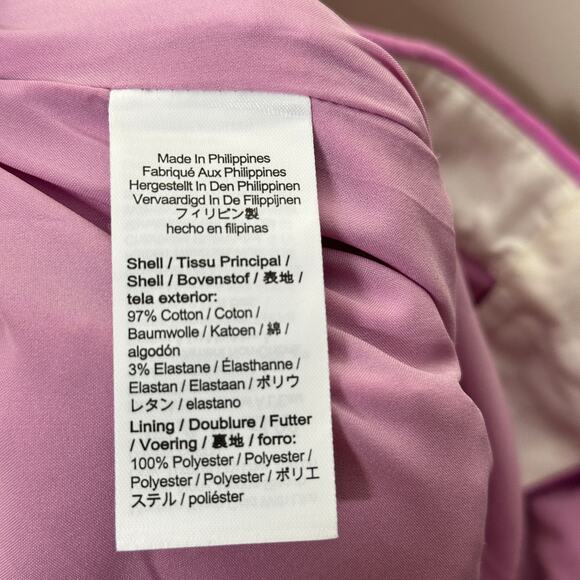 Made In Philippines
Fabriqué Aux Philippines
Hergestellt In Den Philippinen
Vervaardigd In De Filippijnen
フィリピン製
hecho en filipinas
Shell / Tissu Principal /
Shell / Bovenstof / 表地 /
tela exterior:
97% Cotton / Coton /
Baumwolle / Katoen / 綿 /
algodón
3% Elastane / Élasthanne /
Elastan / Elastaan / ポリウ
レタン / elastano
Lining / Doublure / Futter
/ Voering / 裏地 / forro:
100% Polyester / Polyester /
Polyester / Polyester / ポリエ
ステル / poliéster